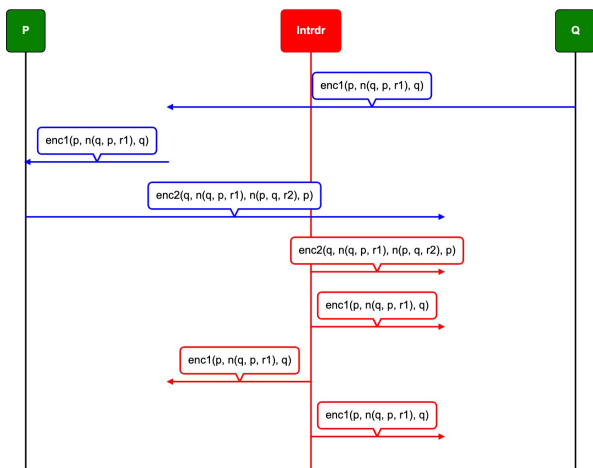 P
Intrdr
Q
enc1(p, n(q, p, r1), q)
enc1(p, n(q, p, r1), q)
enc2(q, n(q, p, r1), n(p, q, r2), p)
enc2(q, n(q, p, r1), n(p, q, r2), p)
enc1(p, n(q, p, r1), q)
enc1(p, n(q, p, r1), q)
enc1(p, n(q, p, r1), q)